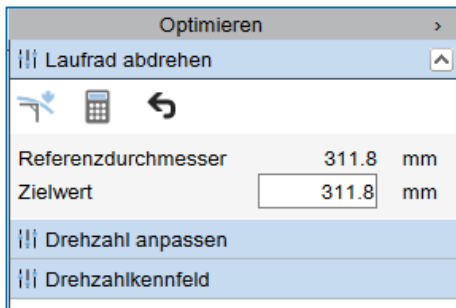 Optimieren
Laufrad abdrehen
Referenzdurchmesser 311.8 mm
Zielwert 311.8 mm
Drehzahl anpassen
Drehzahlkennfeld